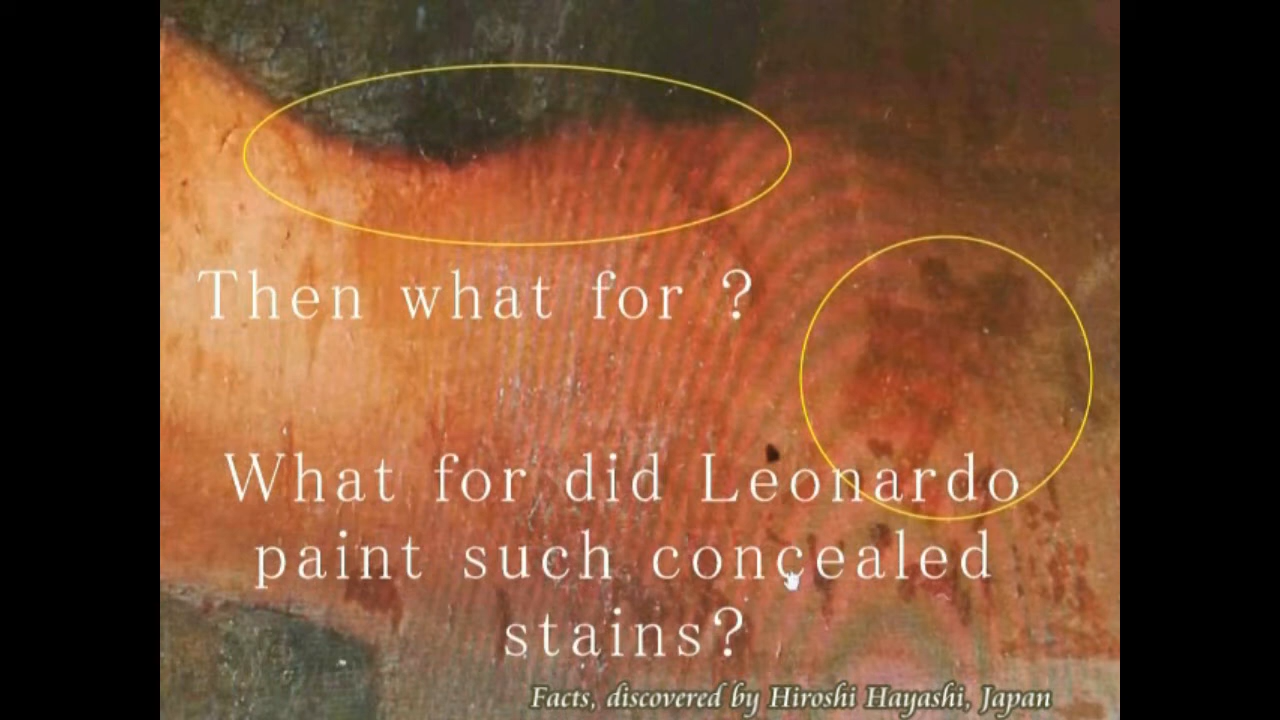 Then what for ?
What for did Leonardo
paint such concealed
stains?
Facts, discovered by Hiroshi Hayashi, Japan